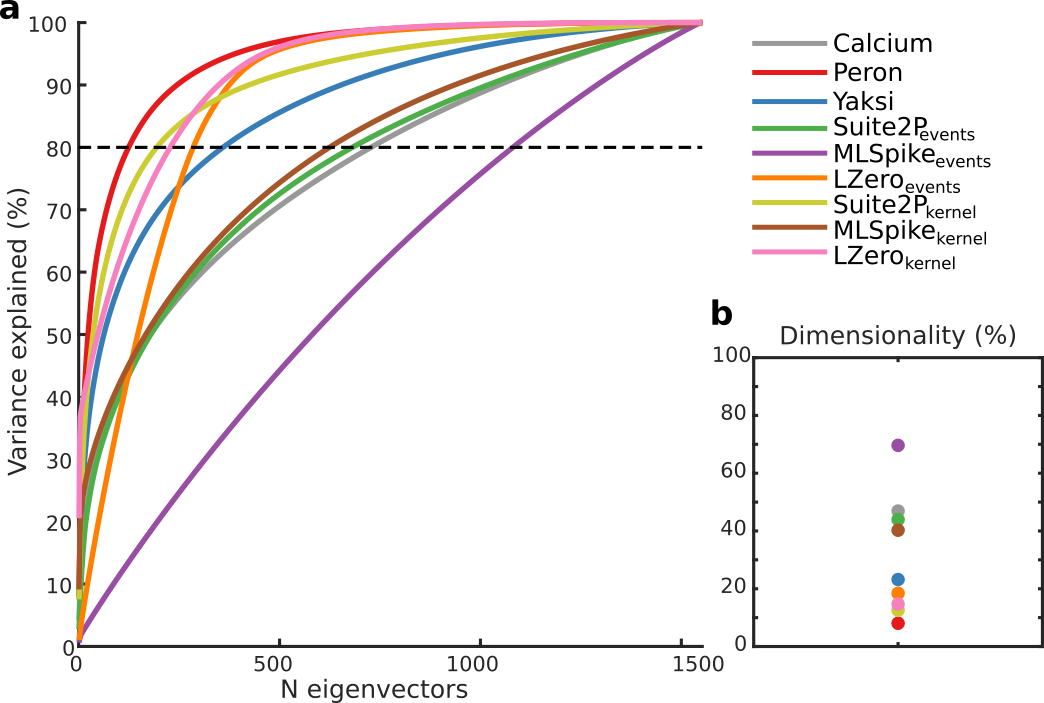 a
100
90
80
70
60
50
40
30
20
10
0
Variance explained (%)
0
500
1000
1500
N eigenvectors
Calcium
Peron
Yaksi
Suite2Pevents
MLSpikeevents
LZeroevents
Suite2Pkernel
MLSpikekernel
LZerokernel
b
Dimensionality (%)
100
80
60
40
20
0